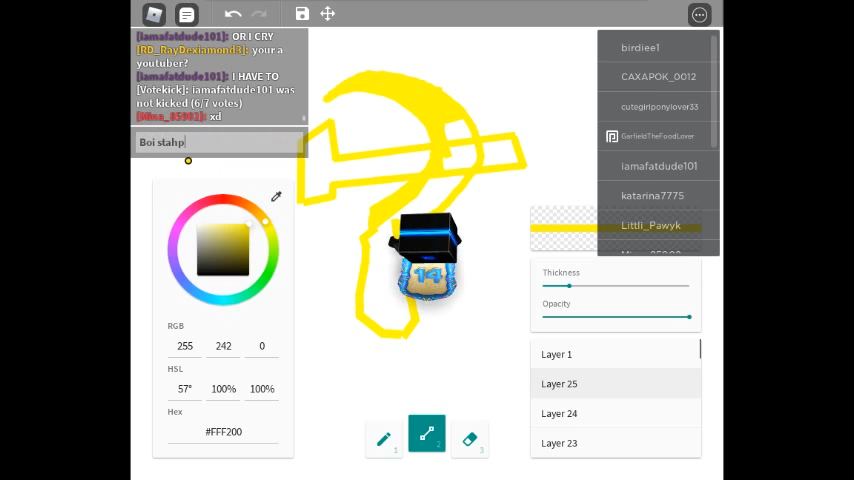 [iamafatdude101]: OR I CRY
[RD_RayDexiamond3]: your a
youtuber?
[iamafatdude101]: I HAVE TO
[Votekick]: iamafatdude101 was
not kicked (6/7 votes)
xd
Boi stahp
birdiee1
CAXAPOK_0012
cutegirlponylover33
GarfieldTheFoodLover
iamafatdude101
katarina7775
Littli_Pawyk
14
Thickness
Opacity
RGB
255 242 0
HSL
57° 100% 100%
Hex
#FFF200
Layer 1
Layer 25
Layer 24
Layer 23
1 2 3